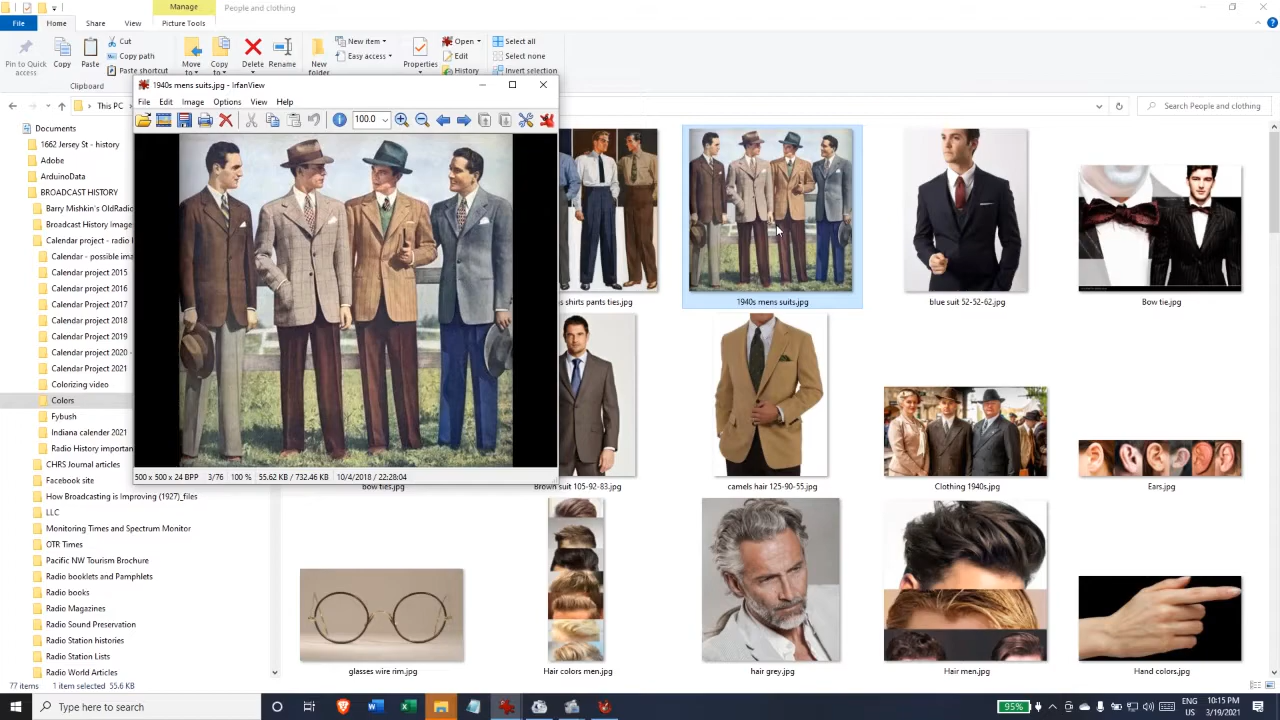 Manage
People and clothing
File
Home
Share
View
Picture Tools
Pin to Quick access
Copy
Paste
Cut
Copy path
Paste shortcut
Clipboard
Move to
Copy to
Delete
Rename
New folder
New item
Easy access
Properties
Open
Edit
History
Select all
Select none
Invert selection
This PC
Search People and clothing
1940s mens suits.jpg - IrfanView
File Edit Image Options View Help
100.0
500 x 500 x 24 BPP 3/76 100 % 55.62 KB / 732.46 KB 10/4/2018 / 22:28:04
Documents
1662 Jersey St - history
Adobe
ArduinoData
BROADCAST HISTORY
Barry Mishkin's OldRadio
Broadcast History Image
Calendar project - radio
Calendar - possible ima
Calendar project 2015
Calendar project 2016
Calendar project 2017
Calendar project 2018
Calendar project 2019
Calendar project 2020 -
Calendar Project 2021
Colorizing video
Colors
Fybush
Indiana calender 2021
Radio History important
CHRS Journal articles
Facebook site
How Broadcasting is Improving (1927)_files
LLC
Monitoring Times and Spectrum Monitor
OTR Times
Pacific NW Tourism Brochure
Radio booklets and Pamphlets
Radio books
Radio Magazines
Radio Sound Preservation
Radio Station histories
Radio Station Lists
Radio World Articles
s shirts pants ties.jpg
1940s mens suits.jpg
blue suit 52-52-62.jpg
Bow tie.jpg
bow ties.jpg
Brown suit 105-92-83.jpg
camels hair 125-90-55.jpg
Clothing 1940s.jpg
Ears.jpg
glasses wire rim.jpg
Hair colors men.jpg
hair grey.jpg
Hair men.jpg
Hand colors.jpg
77 items 1 item selected 55.6 KB
Type here to search
95%
ENG
US
10:15 PM
3/19/2021